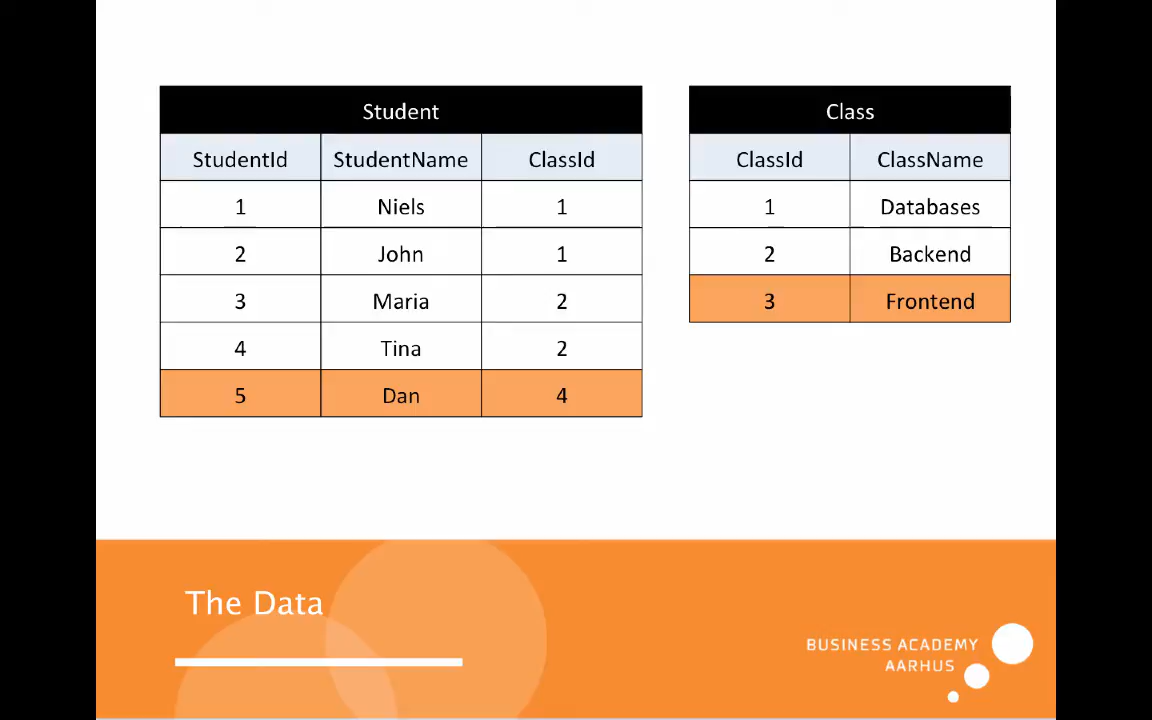 Student
StudentId StudentName ClassId
1 Niels 1
2 John 1
3 Maria 2
4 Tina 2
5 Dan 4
Class
ClassId ClassName
1 Databases
2 Backend
3 Frontend
The Data
BUSINESS ACADEMY
AARHUS